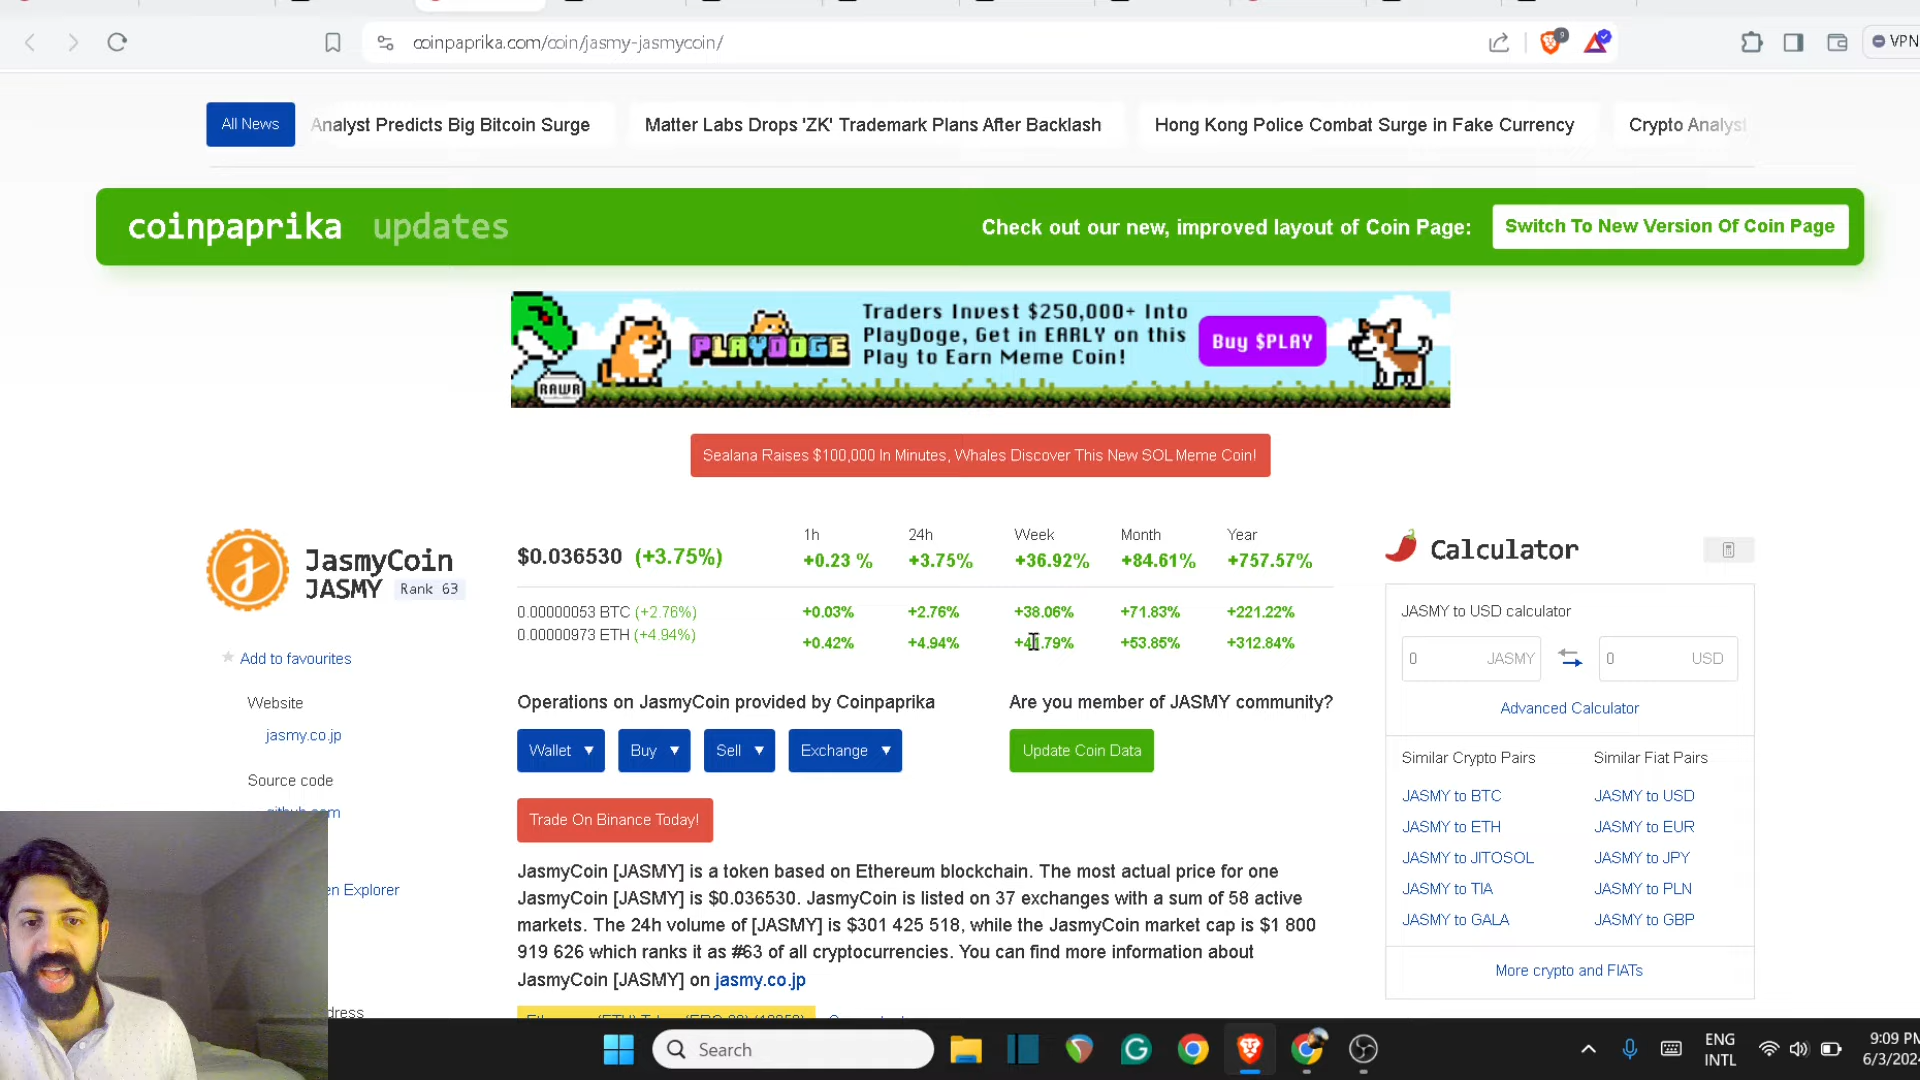 coinpaprika.com/coin/jasmy-jasmycoin/
VPN
All News
Analyst Predicts Big Bitcoin Surge
Matter Labs Drops 'ZK' Trademark Plans After Backlash
Hong Kong Police Combat Surge in Fake Currency
Crypto Analyst
coinpaprika updates
Check out our new, improved layout of Coin Page:
Switch To New Version Of Coin Page
RAWR
PLAYDOGE
Traders Invest $250,000+ Into
PlayDoge, Get in EARLY on this
Play to Earn Meme Coin!
Buy $PLAY
Sealana Raises $100,000 In Minutes, Whales Discover This New SOL Meme Coin!
JasmyCoin
JASMY Rank 63
Add to favourites
Website
jasmy.co.jp
Source code
github.com
en Explorer
dress
$0.036530 (+3.75%)
1h 24h Week Month Year
+0.23 % +3.75% +36.92% +84.61% +757.57%
0.00000053 BTC (+2.76%)
+0.03% +2.76% +38.06% +71.83% +221.22%
0.00000973 ETH (+4.94%)
+0.42% +4.94% +53.85% +312.84%
Operations on JasmyCoin provided by Coinpaprika
Wallet Buy Sell Exchange
Are you member of JASMY community?
Update Coin Data
Trade On Binance Today!
JasmyCoin [JASMY] is a token based on Ethereum blockchain. The most actual price for one
JasmyCoin [JASMY] is $0.036530. JasmyCoin is listed on 37 exchanges with a sum of 58 active
markets. The 24h volume of [JASMY] is $301 425 518, while the JasmyCoin market cap is $1 800
919 626 which ranks it as #63 of all cryptocurrencies. You can find more information about
JasmyCoin [JASMY] on jasmy.co.jp
Calculator
JASMY to USD calculator
0 JASMY 0 USD
Advanced Calculator
Similar Crypto Pairs Similar Fiat Pairs
JASMY to BTC JASMY to USD
JASMY to ETH JASMY to EUR
JASMY to JITOSOL JASMY to JPY
JASMY to TIA JASMY to PLN
JASMY to GALA JASMY to GBP
More crypto and FIATs
Search
ENG
INTL
9:09 PM
6/3/2024